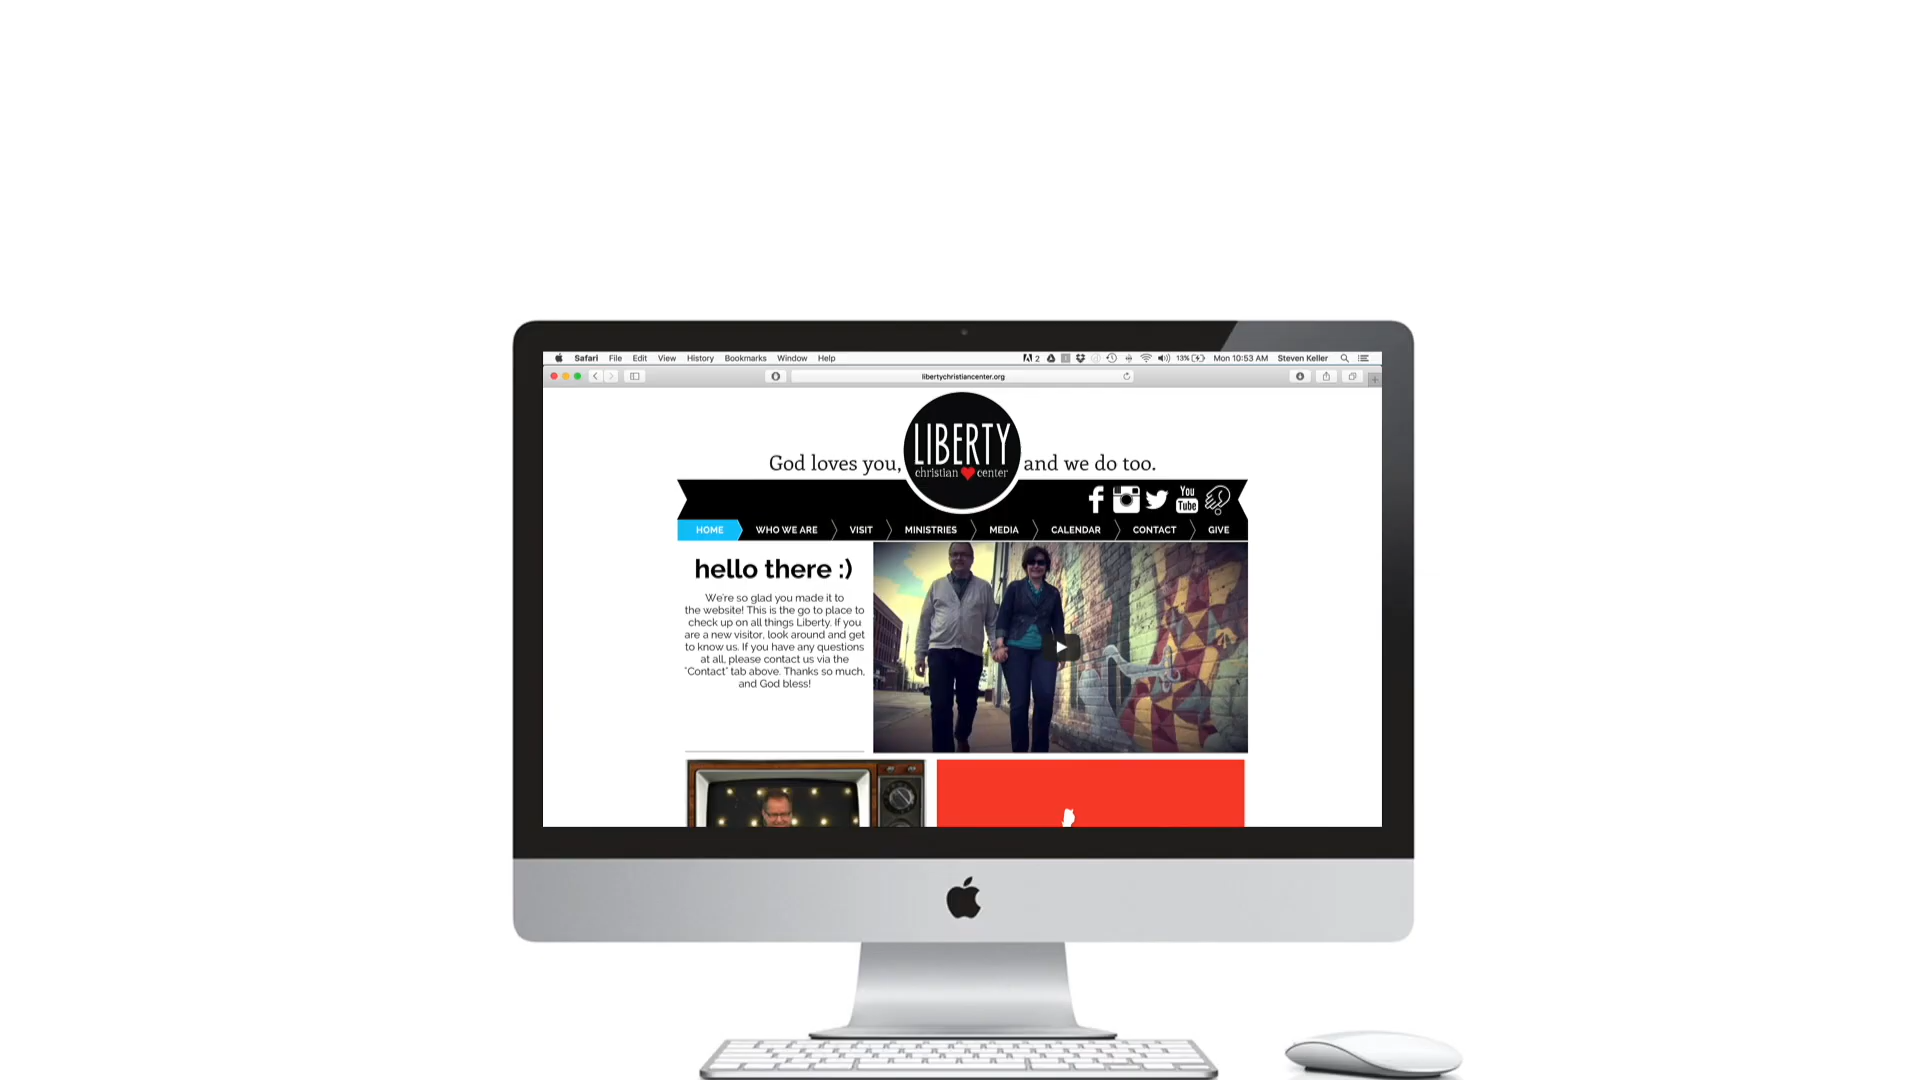 Safari File Edit View History Bookmarks Window Help
2 13% Mon 10:53 AM Steven Keller
libertychristiancenter.org
God loves you,
LIBERTY
christian center
and we do too.
You
Tube
HOME WHO WE ARE VISIT MINISTRIES MEDIA CALENDAR CONTACT GIVE
hello there :)
We're so glad you made it to
the website! This is the go to place to
check up on all things Liberty. If you
are a new visitor, look around and get
to know us. If you have any questions
at all, please contact us via the
"Contact" tab above. Thanks so much,
and God bless!